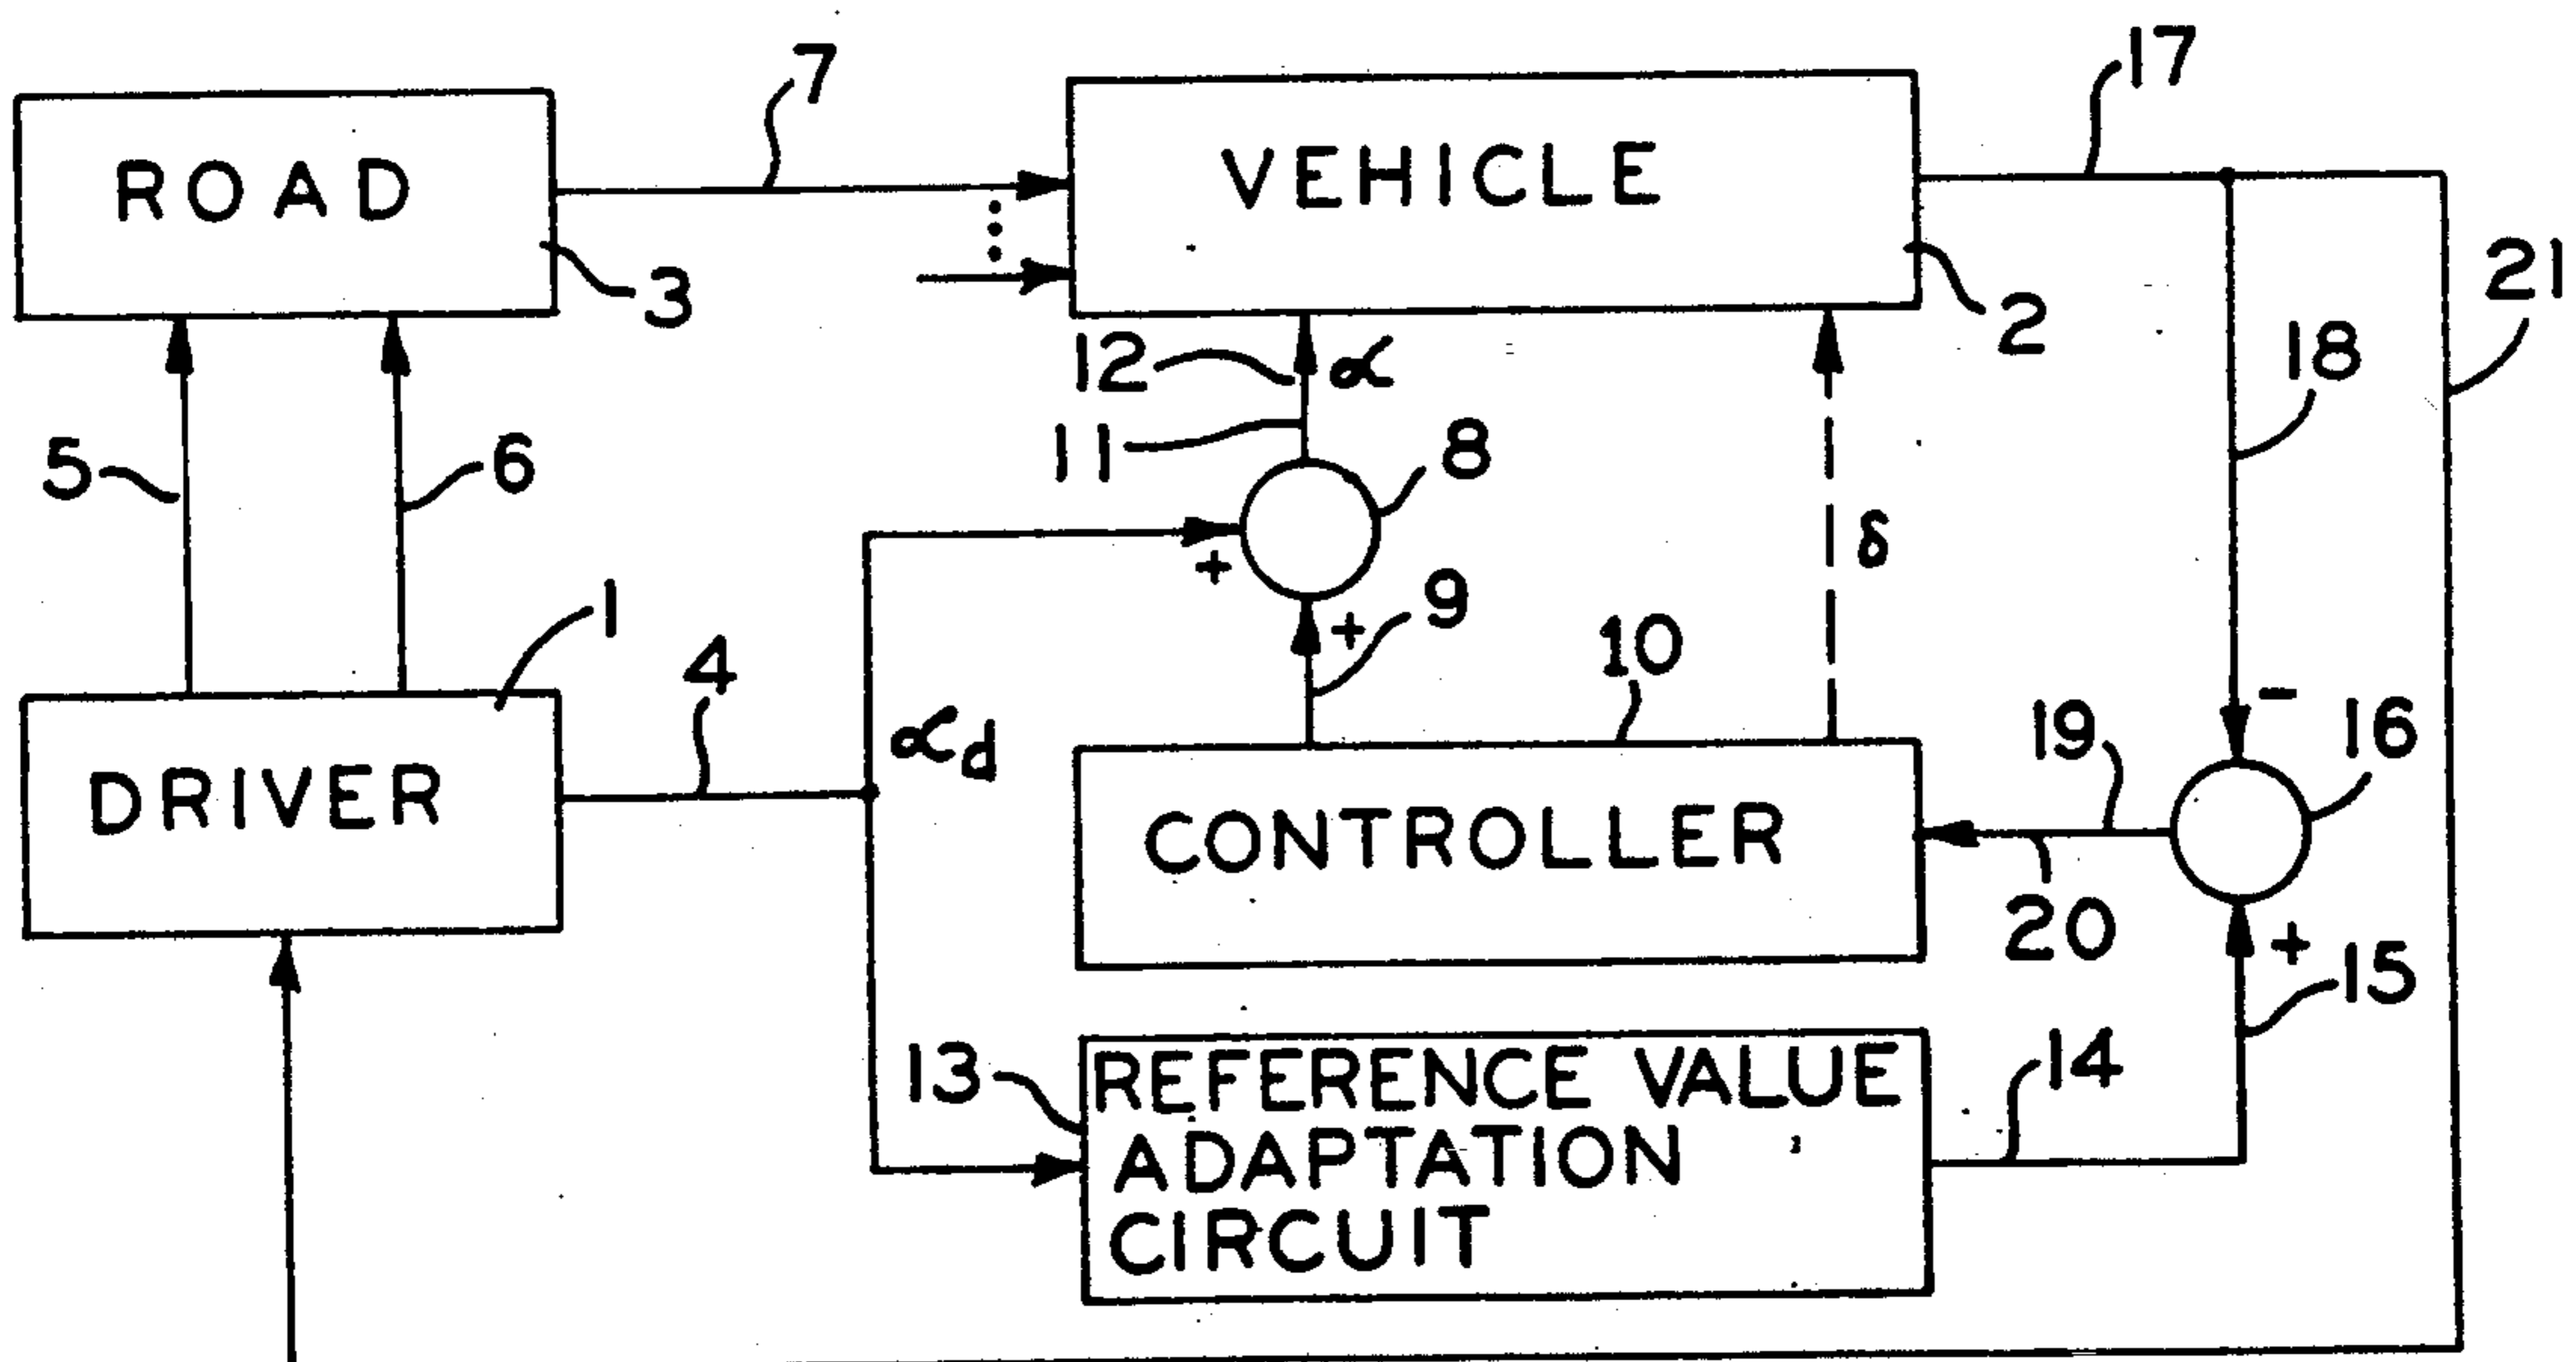 17
7
ROAD
VEHICLE
3
2
21
12
α
18
11
8
5
6
δ
+
9
1
+
10
4
αd
-
19
16
DRIVER
CONTROLLER
20
+
15
13
REFERENCE VALUE
ADAPTATION
CIRCUIT
14